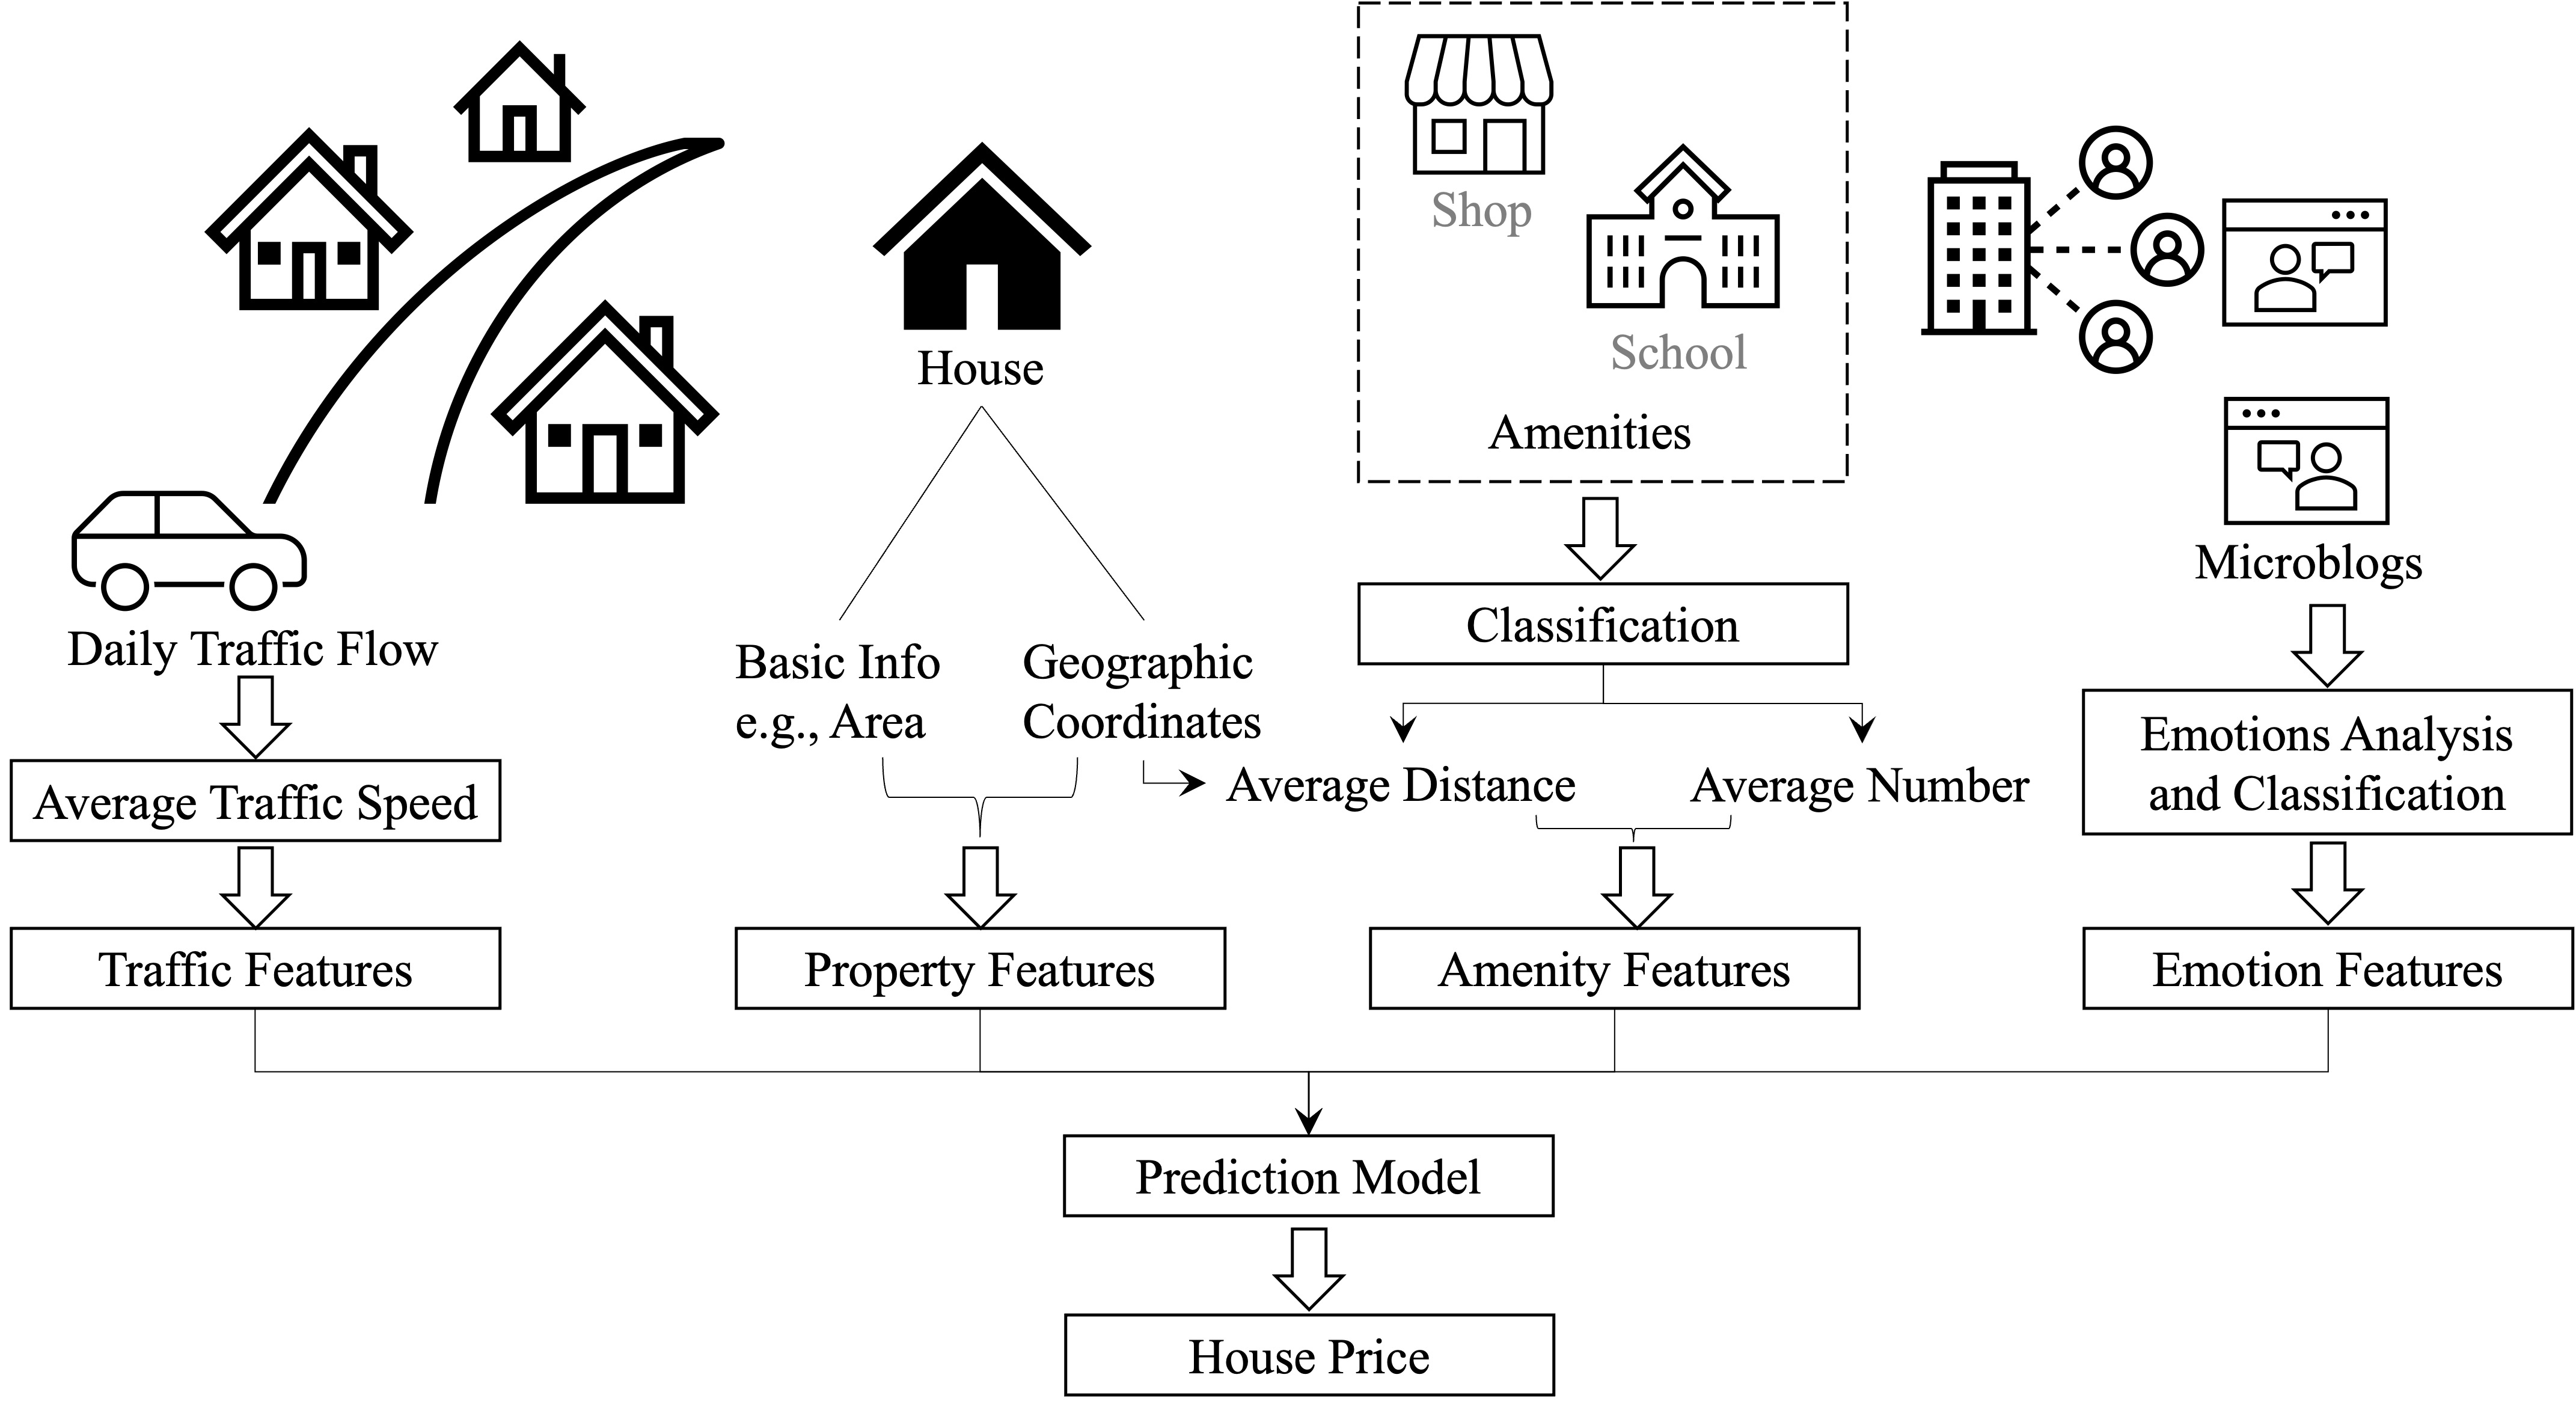 Shop
School
Amenities
House
Microblogs
Daily Traffic Flow
Basic Info
e.g., Area
Geographic
Coordinates
Classification
Average Traffic Speed
Average Distance
Average Number
Emotions Analysis
and Classification
Traffic Features
Property Features
Amenity Features
Emotion Features
Prediction Model
House Price